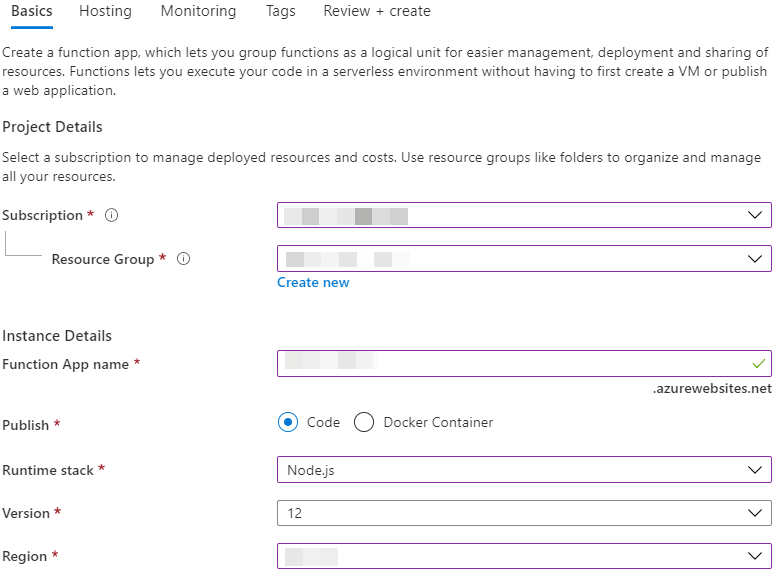 Basics Hosting Monitoring Tags Review + create
Create a function app, which lets you group functions as a logical unit for easier management, deployment and sharing of
resources. Functions lets you execute your code in a serverless environment without having to first create a VM or publish
a web application.
Project Details
Select a subscription to manage deployed resources and costs. Use resource groups like folders to organize and manage
all your resources.
Subscription *
Resource Group *
Create new
Instance Details
Function App name *
.azurewebsites.net
Publish * Code Docker Container
Runtime stack * Node.js
Version * 12
Region *